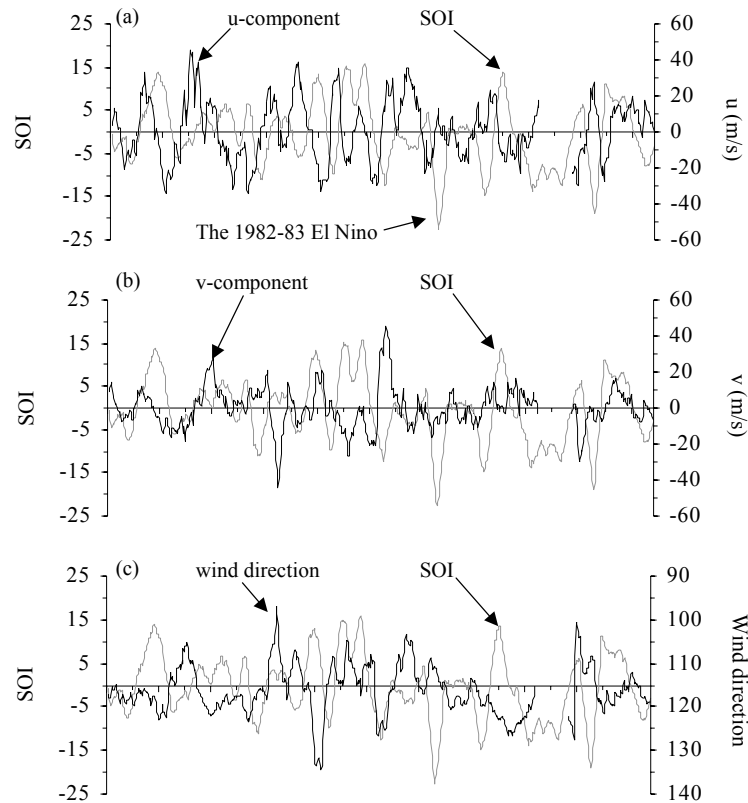 (a)
u-component
SOI
25
15
5
-5
-15
-25
SOI
60
40
20
0
-20
-40
-60
u (m/s)
The 1982-83 El Nino
(b)
v-component
SOI
25
15
5
-5
-15
-25
SOI
60
40
20
0
-20
-40
-60
v (m/s)
(c)
wind direction
SOI
25
15
5
-5
-15
-25
SOI
90
100
110
120
130
140
Wind direction